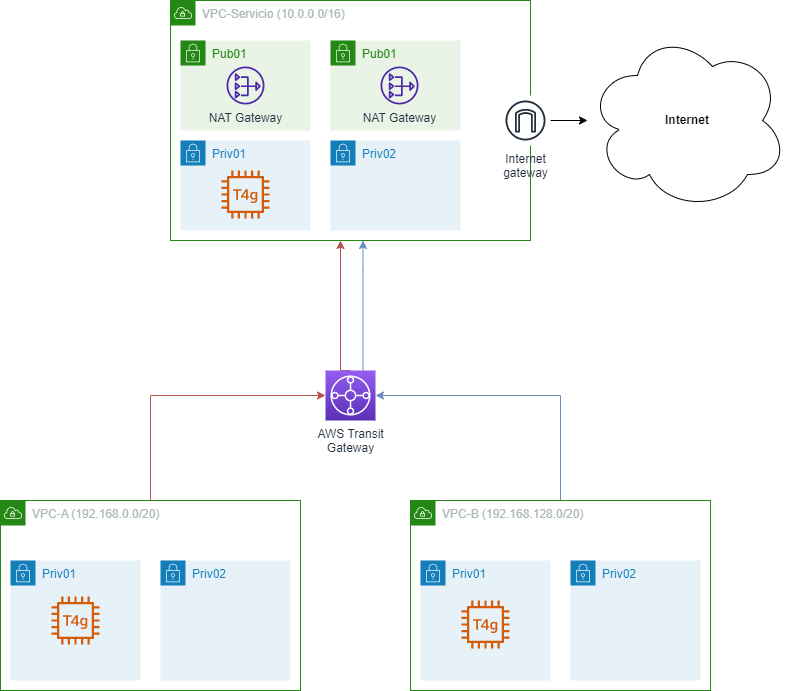 VPC-Servicio (10.0.0.0/16)
Pub01
Pub01
NAT Gateway
NAT Gateway
Internet
Priv01
Priv02
Internet
gateway
T4g
AWS Transit
Gateway
VPC-A (192.168.0.0/20)
VPC-B (192.168.128.0/20)
Priv01
Priv02
Priv01
Priv02
T4g
T4g